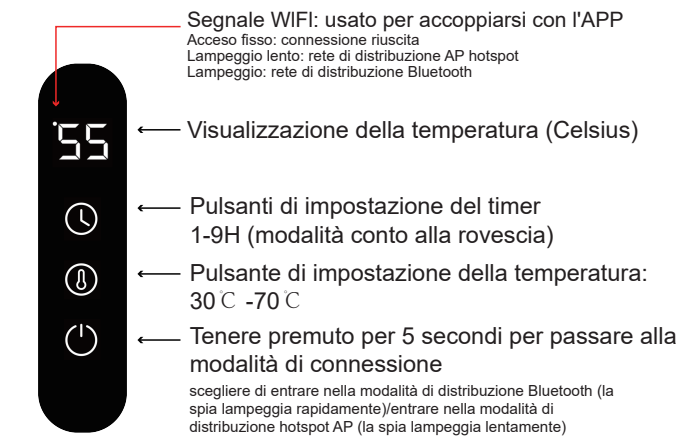 Segnale WIFI: usato per accoppiarsi con l'APP
Acceso fisso: connessione riuscita
Lampeggio lento: rete di distribuzione AP hotspot
Lampeggio: rete di distribuzione Bluetooth
55
Visualizzazione della temperatura (Celsius)
Pulsanti di impostazione del timer
1-9H (modalità conto alla rovescia)
Pulsante di impostazione della temperatura:
30℃ -70℃
Tenere premuto per 5 secondi per passare alla
modalità di connessione
scegliere di entrare nella modalità di distribuzione Bluetooth (la
spia lampeggia rapidamente)/entrare nella modalità di
distribuzione hotspot AP (la spia lampeggia lentamente)